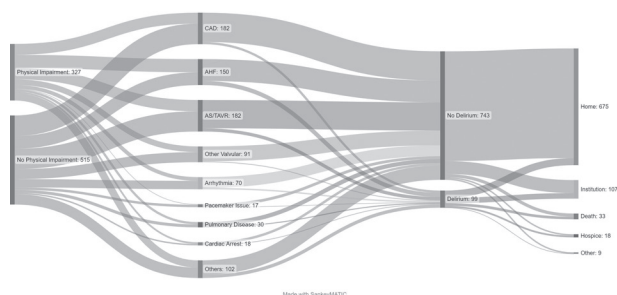 Physical Impairment: 327
No Physical Impairment: 515
CAD: 182
AHF: 150
AS/TAVR: 182
Other Valvular: 91
Arrhythmia: 70
Pacemaker Issue: 17
Pulmonary Disease: 30
Cardiac Arrest: 18
Others: 102
No Delirium: 743
Delirium: 99
Home: 675
Institution: 107
Death: 33
Hospice: 18
Other: 9
Made with SankeyMATIC